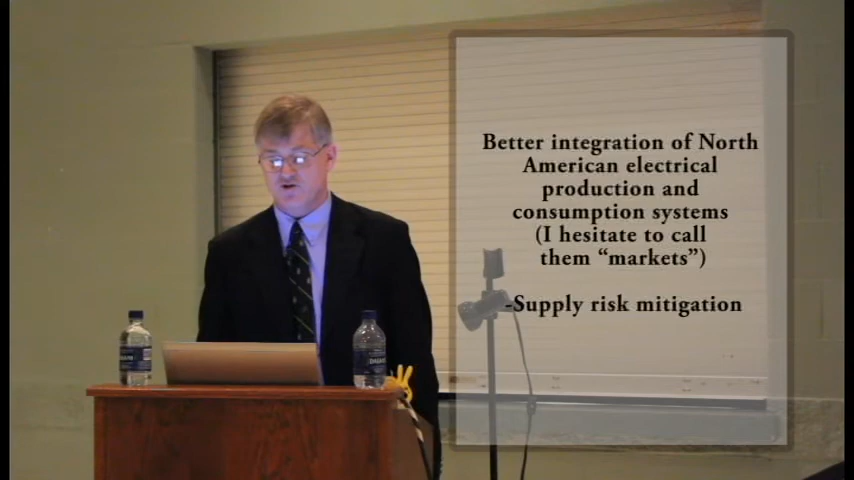 Better integration of North
American electrical
production and
consumption systems
(I hesitate to call
them “markets”)
-Supply risk mitigation